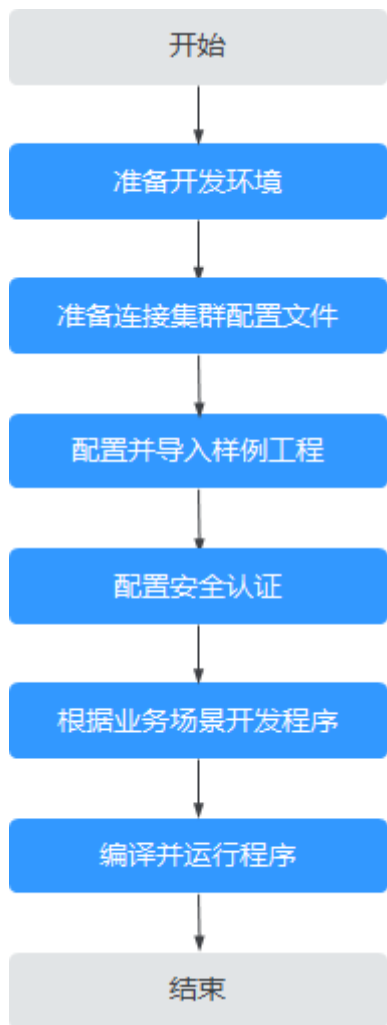 开始
准备开发环境
准备连接集群配置文件
配置并导入样例工程
配置安全认证
根据业务场景开发程序
编译并运行程序
结束